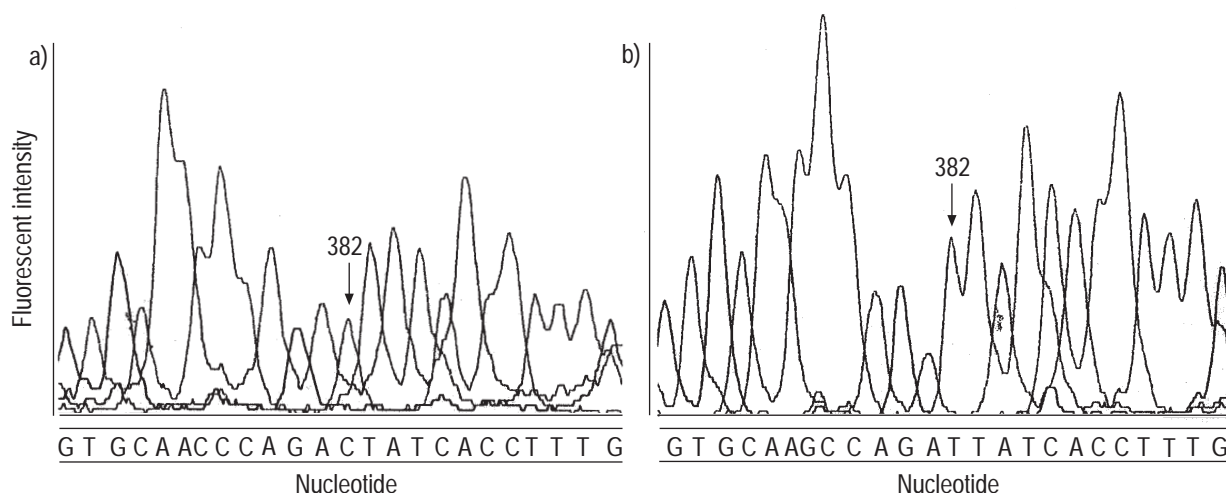 a)
Fluorescent intensity
382
G T G C A A C C C A G A C T A T C A C C T T T G
Nucleotide
b)
382
G T G C A A G C C A G A T T A T C A C C T T T G
Nucleotide